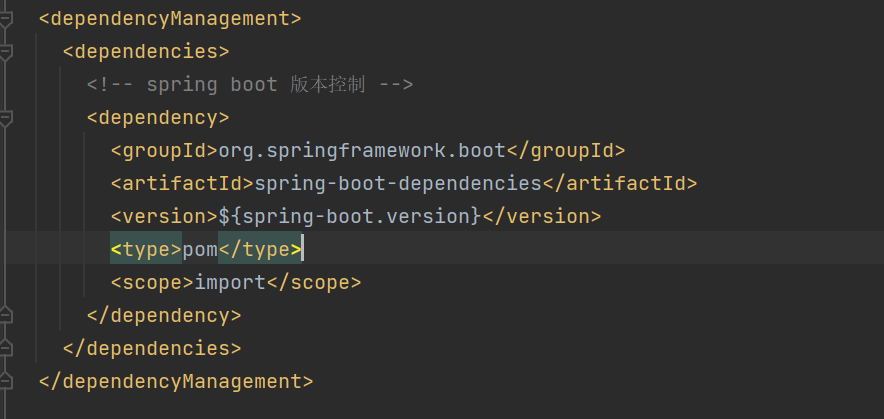 <dependencyManagement>
<dependencies>
<!-- spring boot 版本控制 -->
<dependency>
<groupId>org.springframework.boot</groupId>
<artifactId>spring-boot-dependencies</artifactId>
<version>${spring-boot.version}</version>
<type>pom</type>
<scope>import</scope>
</dependency>
</dependencies>
</dependencyManagement>